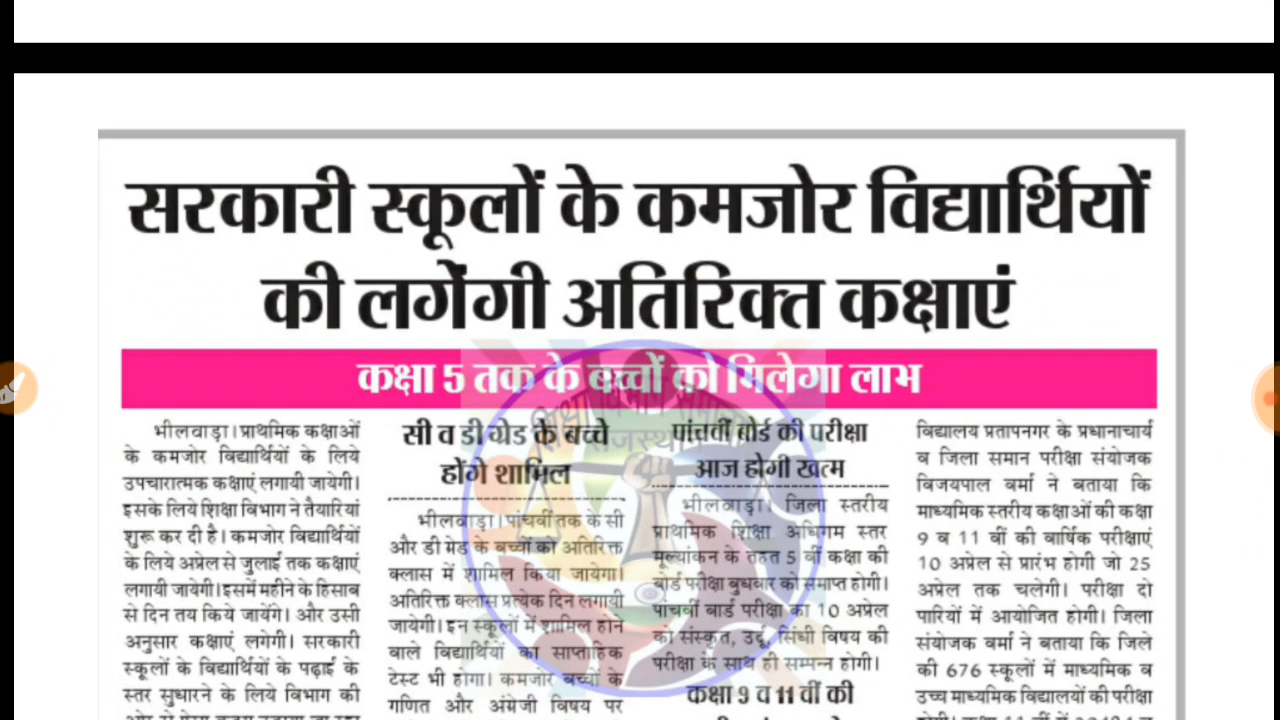 सरकारी स्कूलों के कमजोर विद्यार्थियों
की लगेंगी अतिरिक्त कक्षाएं
कक्षा 5 तक के बच्चों को मिलेगा लाभ
भीलवाड़ा। प्राथमिक कक्षाओं
के कमजोर विद्यार्थियों के लिये
उपचारात्मक कक्षाएं लगायी जायेगी।
इसके लिये शिक्षा विभाग ने तैयारियां
शुरू कर दी है। कमजोर विद्यार्थियों
के लिये अप्रेल से जुलाई तक कक्षाएं
लगायी जायेगी। इसमें महीने के हिसाब
से दिन तय किये जायेंगे। और उसी
अनुसार कक्षाएं लगेगी। सरकारी
स्कूलों के विद्यार्थियों के पढ़ाई के
स्तर सुधारने के लिये विभाग की
सी व डी ग्रेड के बच्चे
होंगे शामिल
भीलवाड़ा। पांचवीं तक के सी
और डी ग्रेड के बच्चों को अतिरिक्त
क्लास में शामिल किया जायेगा।
अतिरिक्त क्लास प्रत्येक दिन लगायी
जायेगी। इन स्कूलों में शामिल होने
वाले विद्यार्थियों का साप्ताहिक
टेस्ट भी होगा। कमजोर बच्चों के
गणित और अंग्रेजी विषय पर
पांचवीं बोर्ड की परीक्षा
आज होगी खत्म
भीलवाड़ा। जिला स्तरीय
प्राथमिक शिक्षा अधिगम स्तर
मूल्यांकन के तहत 5 वीं कक्षा की
बोर्ड परीक्षा बुधवार को समाप्त होगी।
पांचवीं बोर्ड परीक्षा का 10 अप्रेल
को संस्कृत, उर्दू, सिंधी विषय की
परीक्षा के साथ ही सम्पन्न होगी।
कक्षा 9 व 11 वीं की
विद्यालय प्रतापनगर के प्रधानाचार्य
व जिला समान परीक्षा संयोजक
विजयपाल वर्मा ने बताया कि
माध्यमिक स्तरीय कक्षाओं की कक्षा
9 व 11 वीं की वार्षिक परीक्षाएं
10 अप्रेल से प्रारंभ होगी जो 25
अप्रेल तक चलेगी। परीक्षा दो
पारियों में आयोजित होगी। जिला
संयोजक वर्मा ने बताया कि जिले
की 676 स्कूलों में माध्यमिक व
उच्च माध्यमिक विद्यालयों की परीक्षा